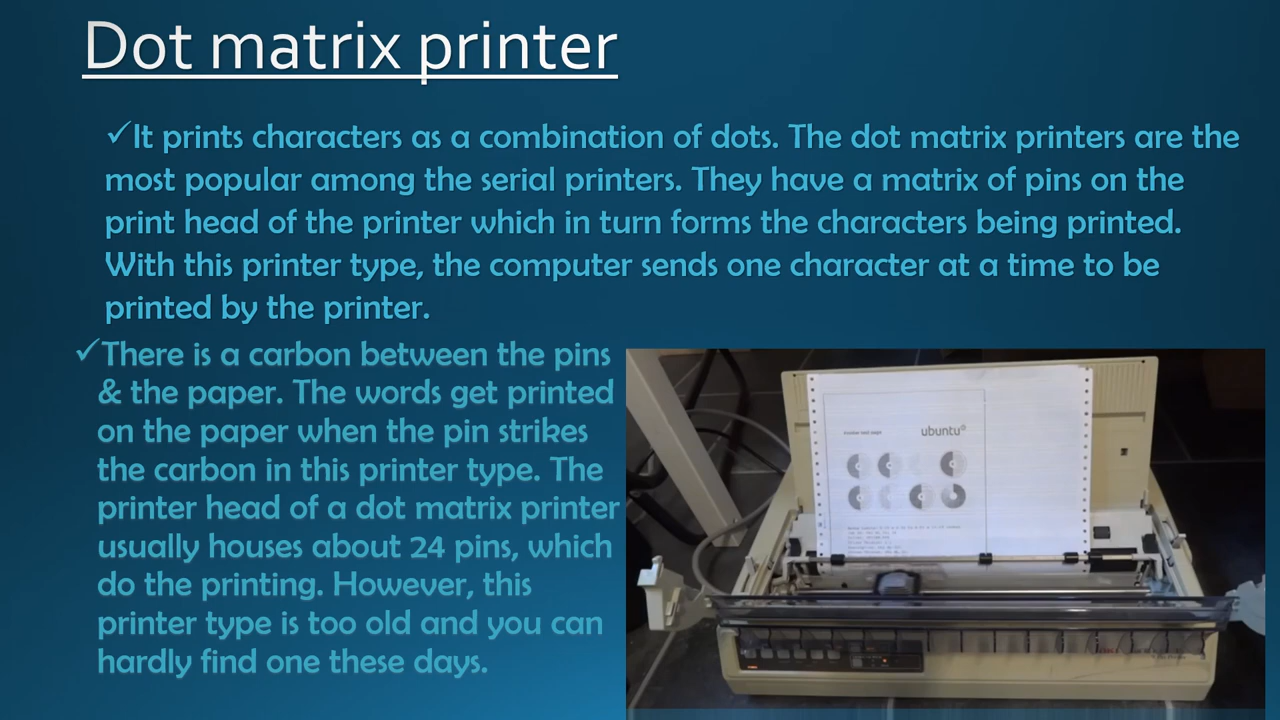 Dot matrix printer
✓It prints characters as a combination of dots. The dot matrix printers are the
most popular among the serial printers. They have a matrix of pins on the
print head of the printer which in turn forms the characters being printed.
With this printer type, the computer sends one character at a time to be
printed by the printer.
✓There is a carbon between the pins
& the paper. The words get printed
on the paper when the pin strikes
the carbon in this printer type. The
printer head of a dot matrix printer
usually houses about 24 pins, which
do the printing. However, this
printer type is too old and you can
hardly find one these days.
ubuntu